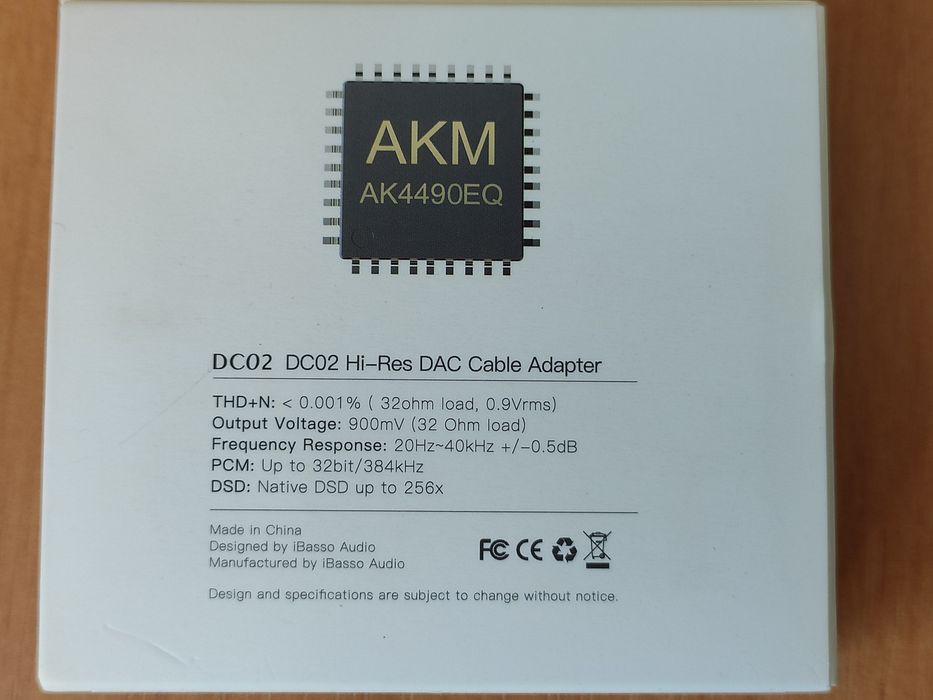 AKM
AK4490EQ
DC02 DC02 Hi-Res DAC Cable Adapter
THD+N: < 0.001% ( 32ohm load, 0.9Vrms)
Output Voltage: 900mV (32 Ohm load)
Frequency Response: 20Hz~40kHz +/-0.5dB
PCM: Up to 32bit/384kHz
DSD: Native DSD up to 256x
Made in China
Designed by iBasso Audio
Manufactured by iBasso Audio
FC CE
Design and specifications are subject to change without notice.